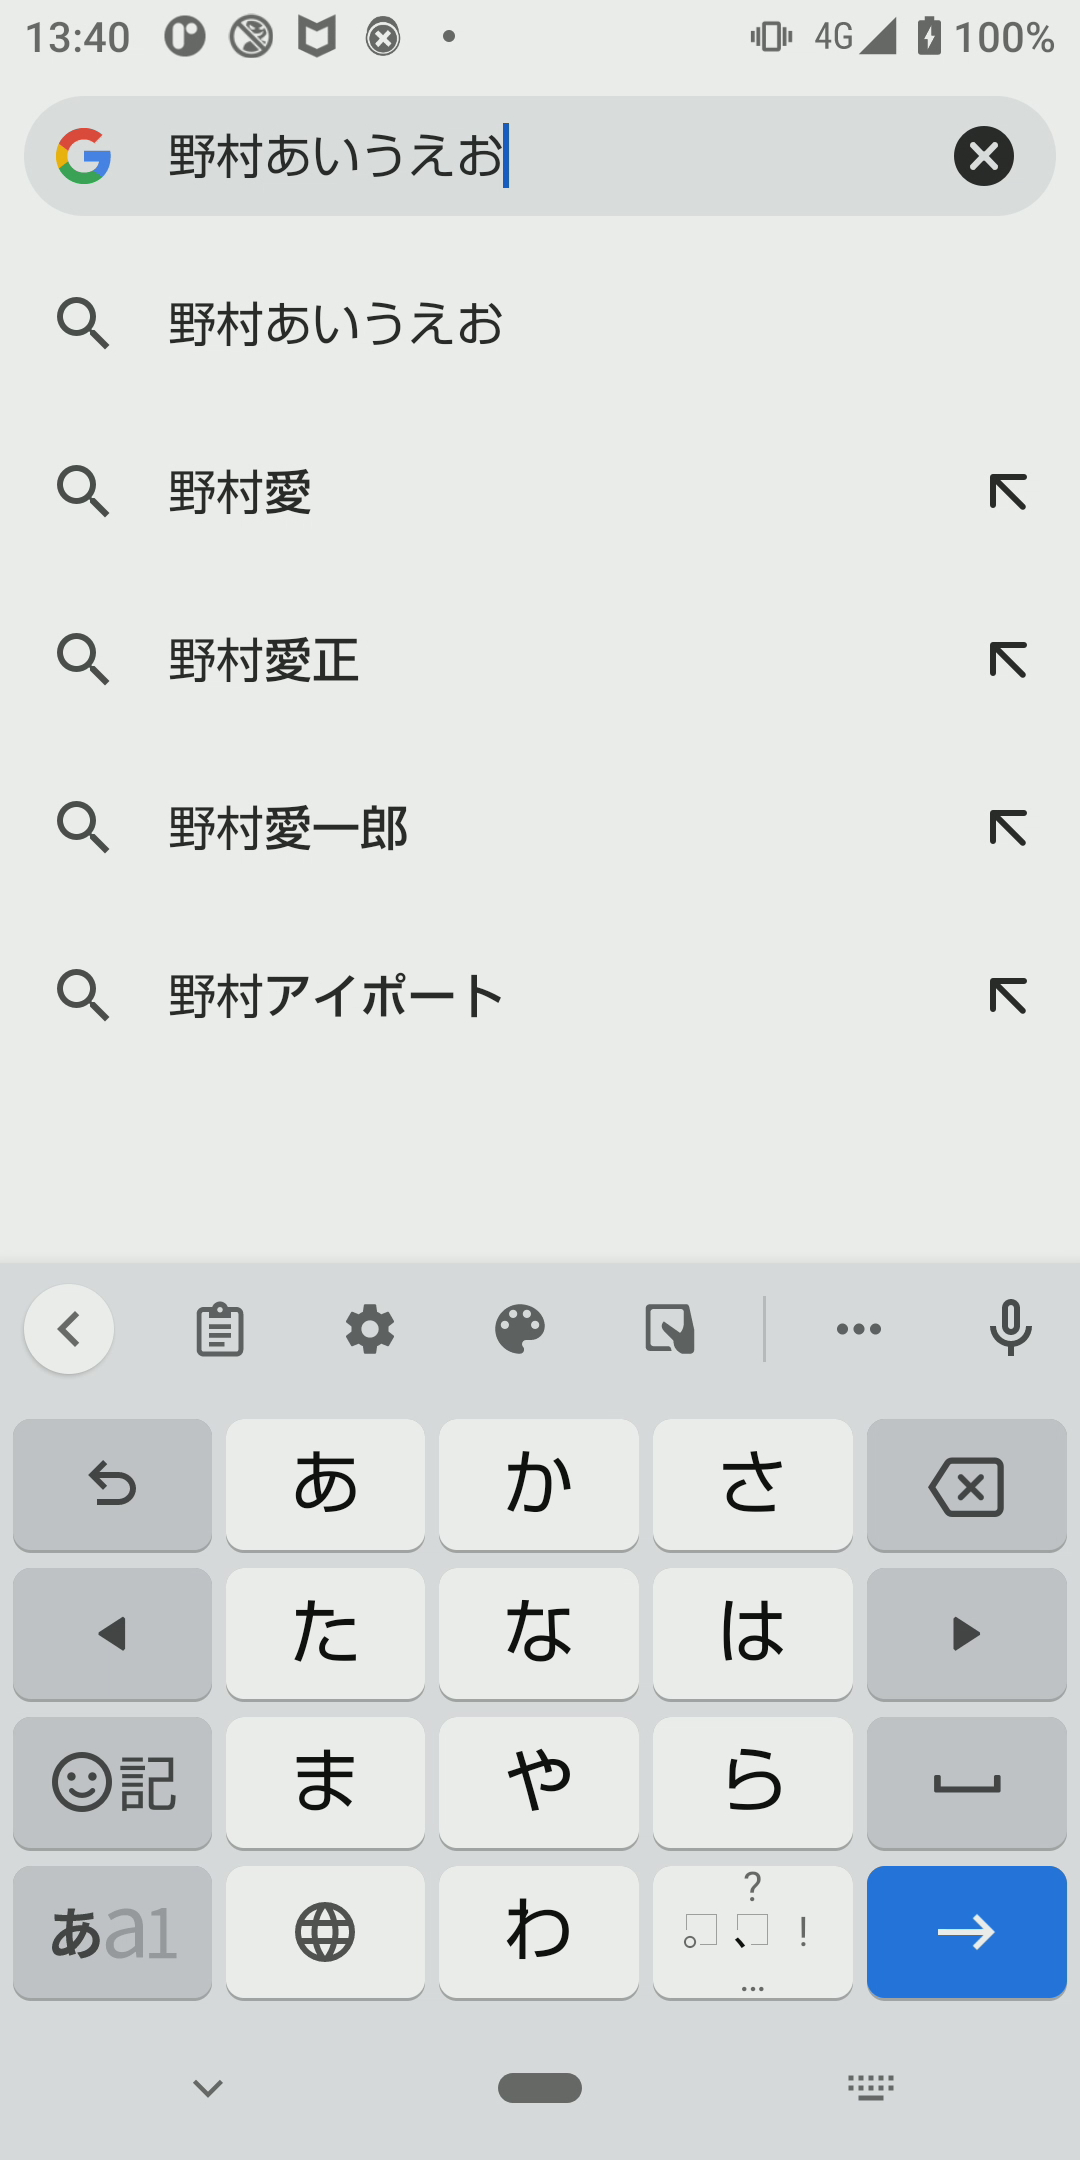 13:40 4G 100%
野村あいうえお
野村あいうえお
野村愛
野村愛正
野村愛一郎
野村アイポート
あ か さ
た な は
記 ま や ら
あa1 わ 。、?!…